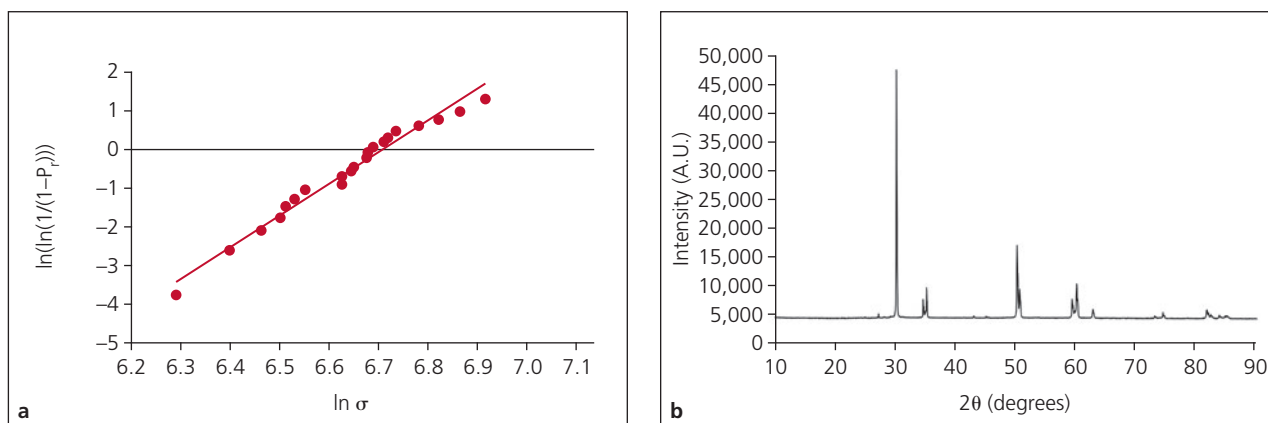 2
1
0
–1
–2
–3
–4
–5
ln(ln(1/(1–Pr)))
6.2 6.3 6.4 6.5 6.6 6.7 6.8 6.9 7.0 7.1
ln σ
a
50,000
45,000
40,000
35,000
30,000
25,000
20,000
15,000
10,000
5,000
0
Intensity (A.U.)
10 20 30 40 50 60 70 80 90
2θ (degrees)
b